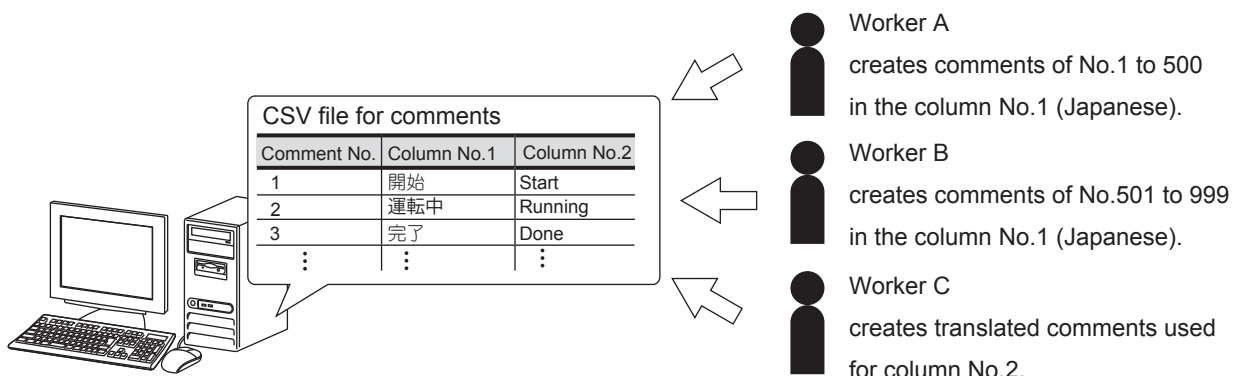 CSV file for comments
Comment No. Column No.1 Column No.2
1 開始 Start
2 運転中 Running
3 完了 Done
⋮ ⋮ ⋮
Worker A
creates comments of No.1 to 500
in the column No.1 (Japanese).
Worker B
creates comments of No.501 to 999
in the column No.1 (Japanese).
Worker C
creates translated comments used
for column No.2.